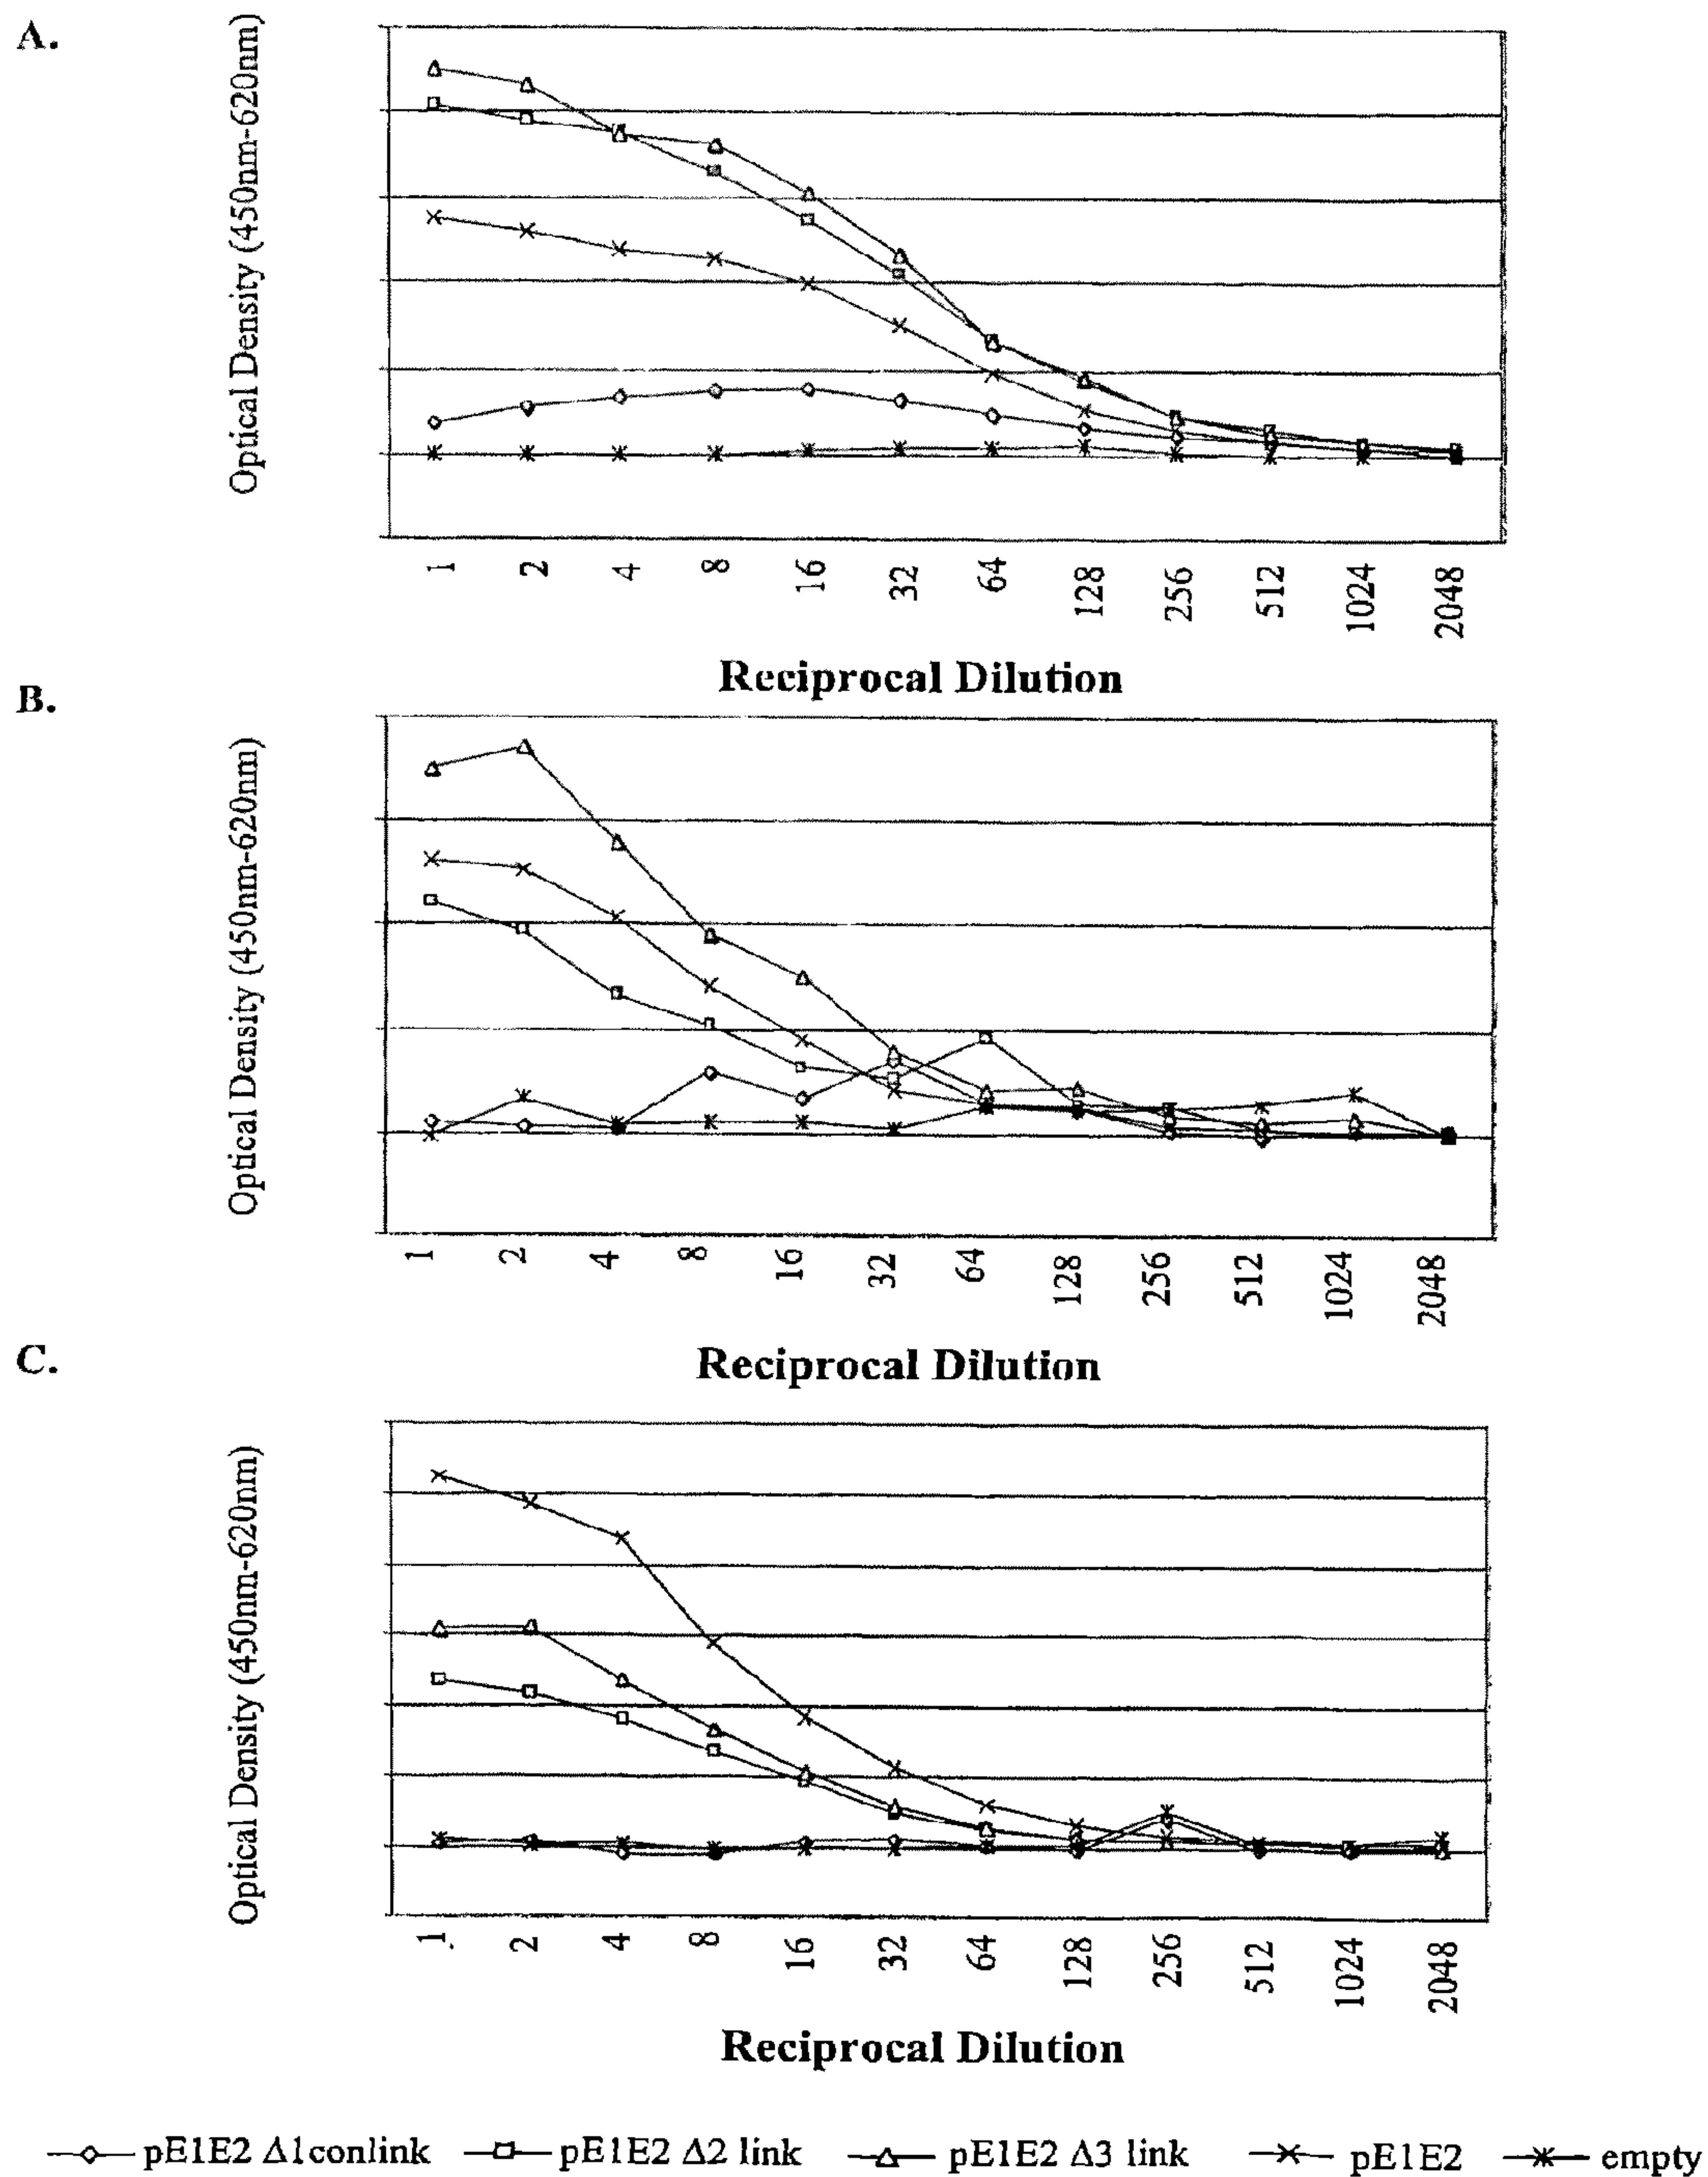 A.
Optical Density (450nm-620nm)
1 2 4 8 16 32 64 128 256 512 1024 2048
Reciprocal Dilution
B.
Optical Density (450nm-620nm)
1 2 4 8 16 32 64 128 256 512 1024 2048
Reciprocal Dilution
C.
Optical Density (450nm-620nm)
1 2 4 8 16 32 64 128 256 512 1024 2048
Reciprocal Dilution
pE1E2 Δ1conlink pE1E2 Δ2 link pE1E2 Δ3 link pE1E2 empty